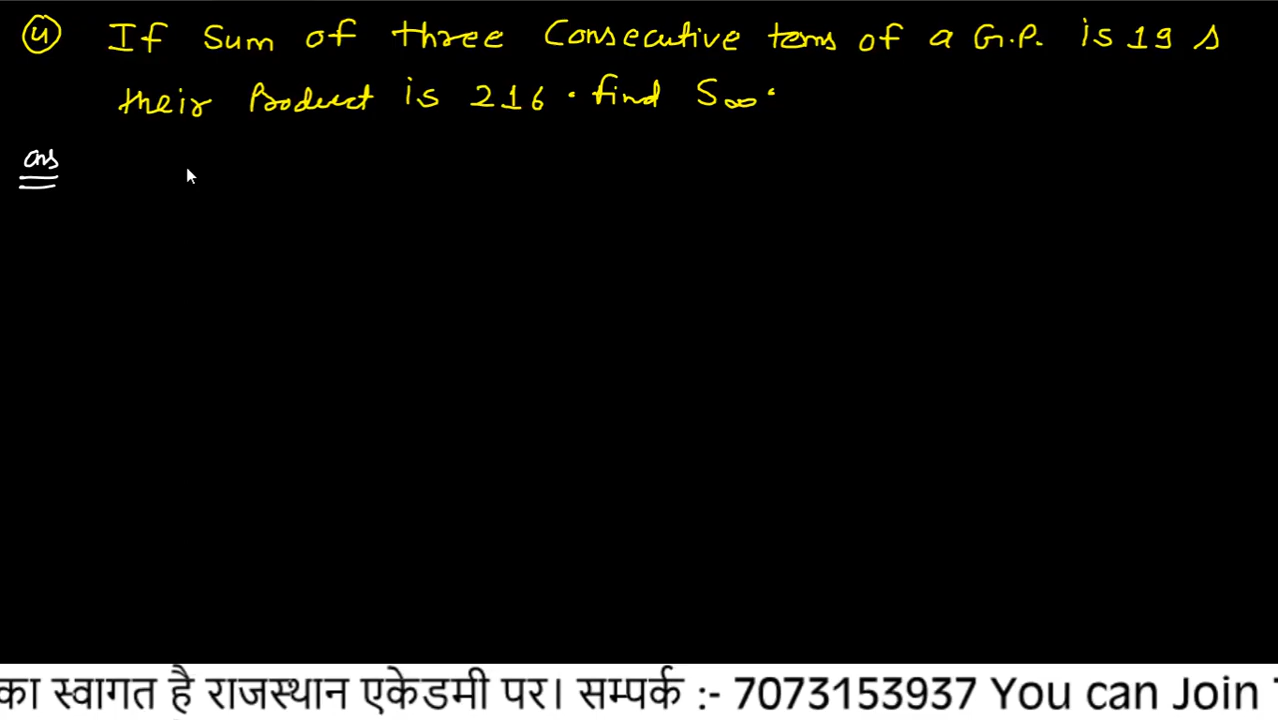 ④ If Sum of three Consecutive tems of a G.P. is 19 &
their Product is 216. find S∞.
ans
का स्वागत है राजस्थान एकेडमी पर। सम्पर्क :- 7073153937 You can Join